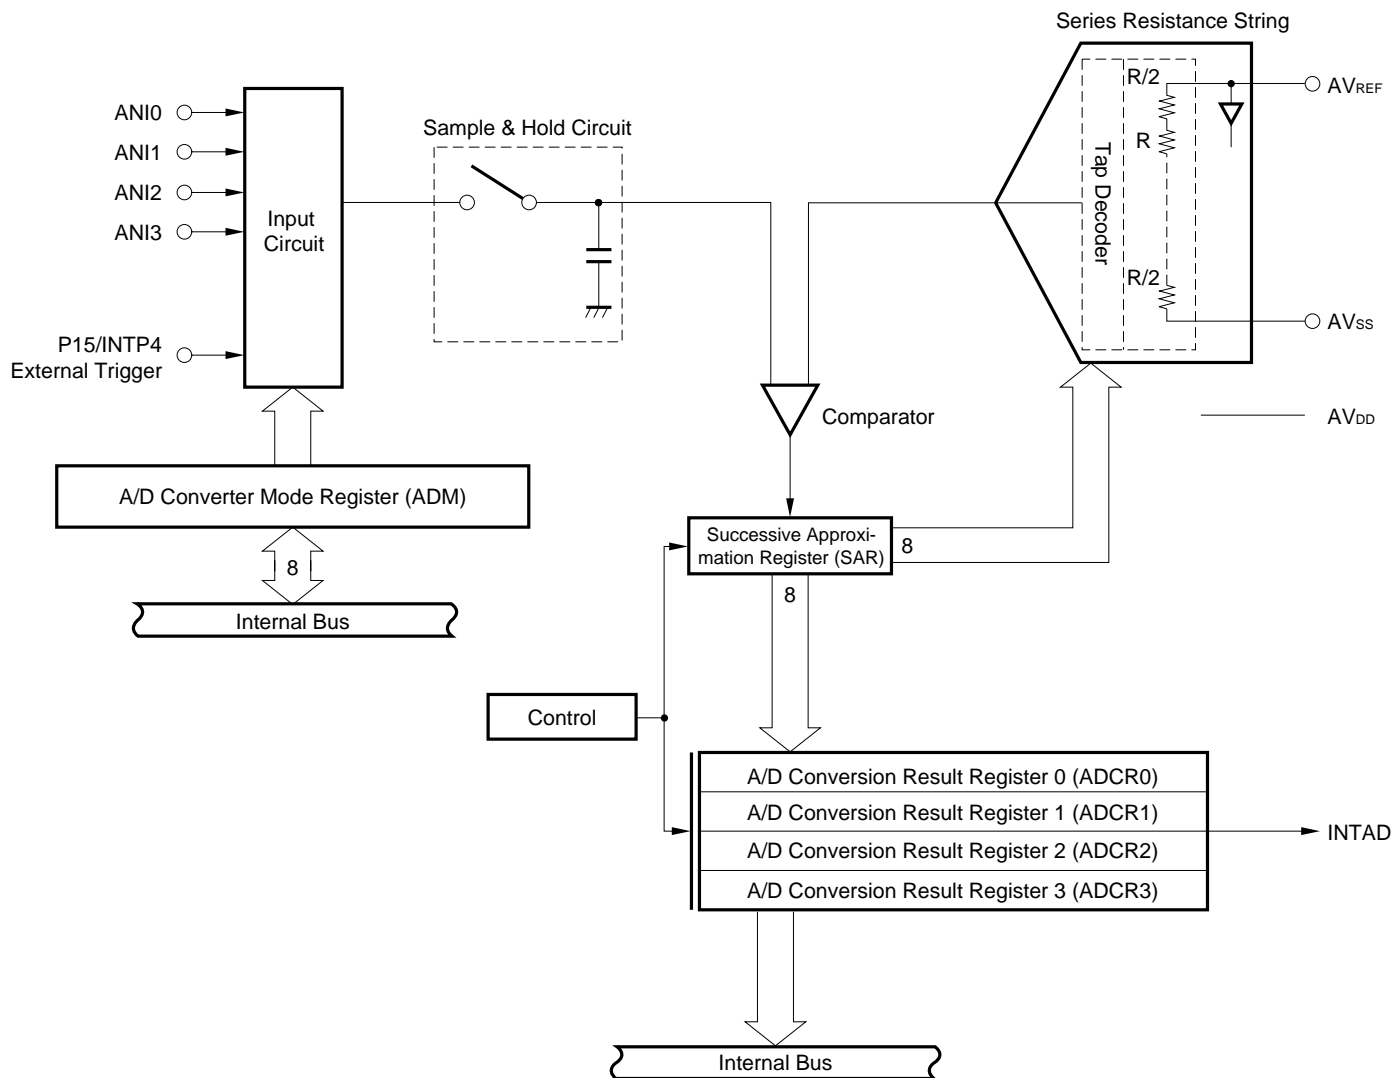 Series Resistance String
R/2
AVREF
ANI0
Sample & Hold Circuit
ANI1
R
Tap Decoder
ANI2
Input
Circuit
ANI3
R/2
AVSS
P15/INTP4
External Trigger
Comparator
AVDD
A/D Converter Mode Register (ADM)
Successive Approxi-
mation Register (SAR)
8
8
8
Internal Bus
Control
A/D Conversion Result Register 0 (ADCR0)
A/D Conversion Result Register 1 (ADCR1)
INTAD
A/D Conversion Result Register 2 (ADCR2)
A/D Conversion Result Register 3 (ADCR3)
Internal Bus